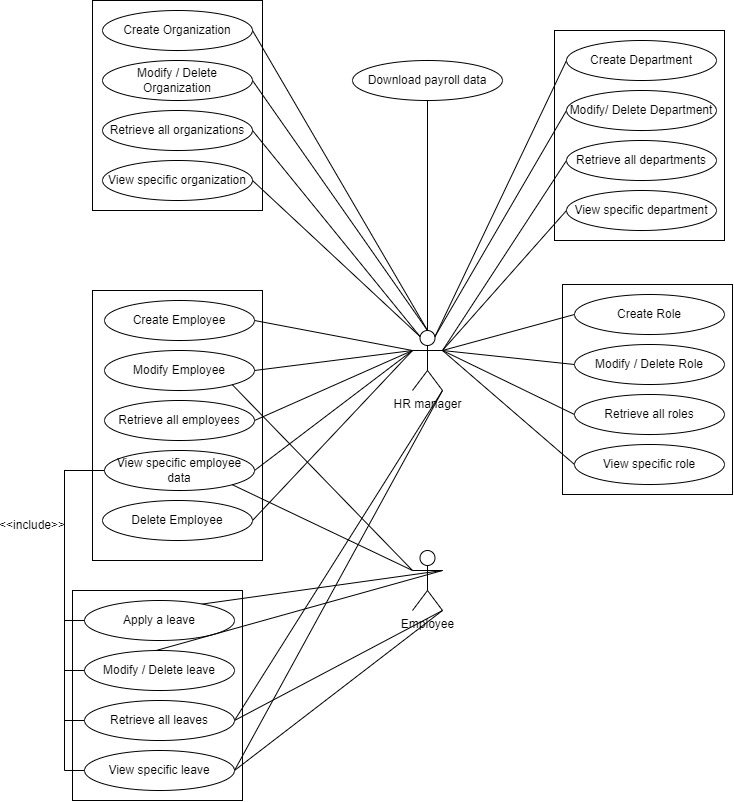 Create Organization
Modify / Delete
Organization
Retrieve all organizations
View specific organization
Download payroll data
Create Department
Modify/ Delete Department
Retrieve all departments
View specific department
Create Employee
Modify Employee
Retrieve all employees
View specific employee
data
Delete Employee
HR manager
Create Role
Modify / Delete Role
Retrieve all roles
View specific role
<<include>>
Employee
Apply a leave
Modify / Delete leave
Retrieve all leaves
View specific leave